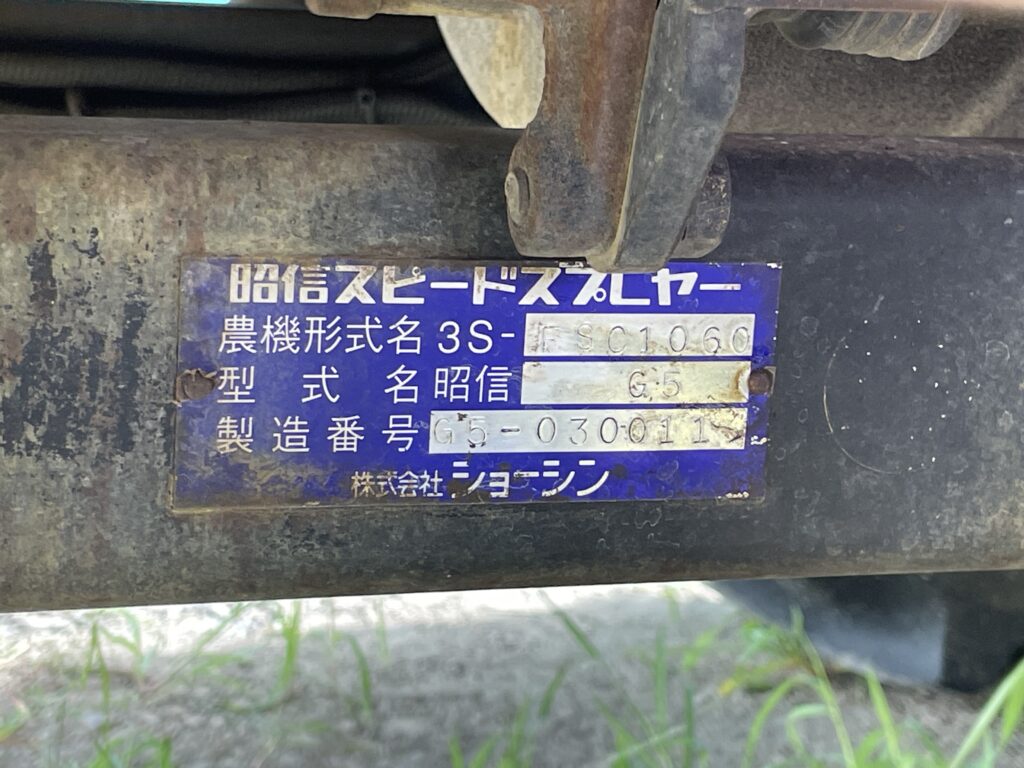 昭信スピードスプレヤー
農機形式名 3S-FSC1060
型式名 昭信 G5
製造番号 G5-030011
株式会社 ショーシン